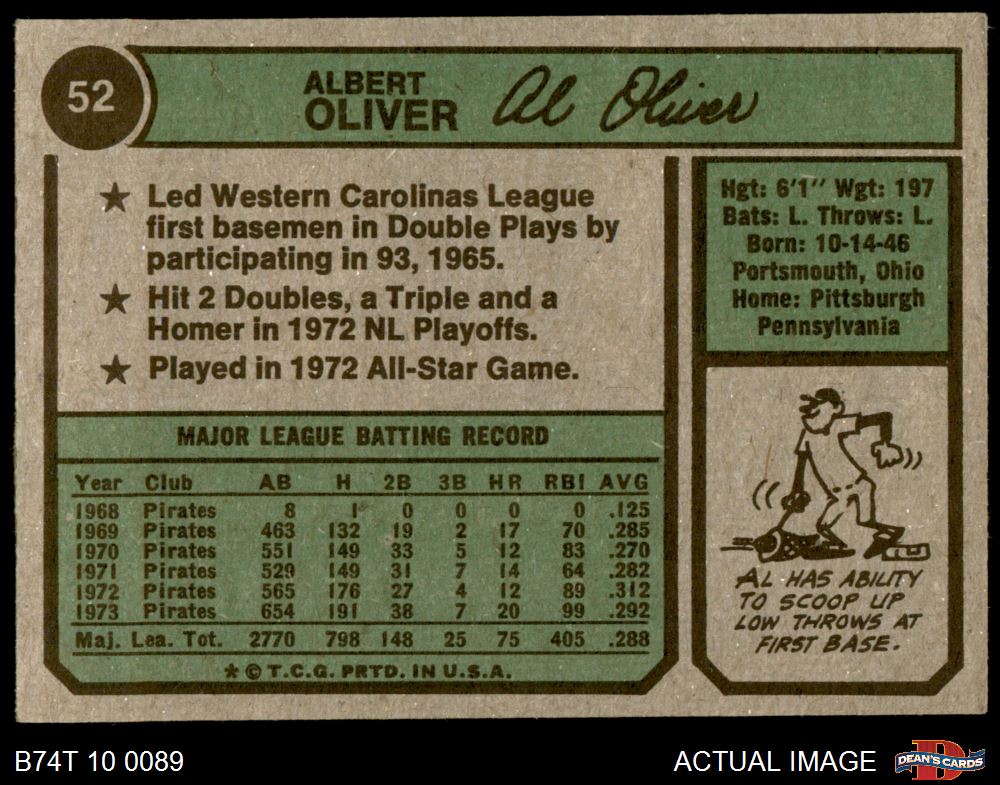 52
ALBERT
OLIVER
Al Oliver
★ Led Western Carolinas League
first basemen in Double Plays by
participating in 93, 1965.
★ Hit 2 Doubles, a Triple and a
Homer in 1972 NL Playoffs.
★ Played in 1972 All-Star Game.
Hgt: 6'1" Wgt: 197
Bats: L. Throws: L.
Born: 10-14-46
Portsmouth, Ohio
Home: Pittsburgh
Pennsylvania
MAJOR LEAGUE BATTING RECORD
Year Club AB H 2B 3B HR RBI AVG
1968 Pirates 8 1 0 0 0 0 .125
1969 Pirates 463 132 19 2 17 70 .285
1970 Pirates 551 149 33 5 12 83 .270
1971 Pirates 529 149 31 7 14 64 .282
1972 Pirates 565 176 27 4 12 89 .312
1973 Pirates 654 191 38 7 20 99 .292
Maj. Lea. Tot. 2770 798 148 25 75 405 .288
* © T.C.G. PRTD. IN U.S.A.
AL HAS ABILITY
TO SCOOP UP
LOW THROWS AT
FIRST BASE.
B74T 10 0089
ACTUAL IMAGE
DEAN'S CARDS